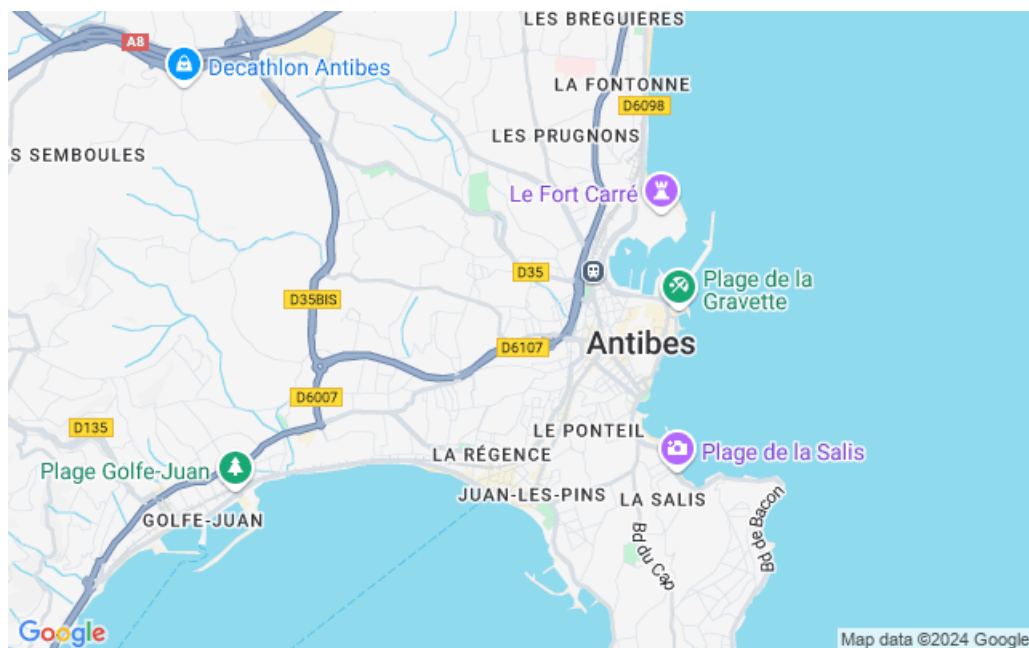 LES BRÉGUIÈRES
A8
Decathlon Antibes
LA FONTONNE
D6098
LES PRUGNONS
S SEMBOULES
Le Fort Carré
D35
Plage de la
Gravette
D35BIS
Antibes
D6107
D6007
D135
LE PONTEIL
Plage de la Salis
LA RÉGENCE
Plage Golfe-Juan
JUAN-LES-PINS
LA SALIS
Bd de Bacon
GOLFE-JUAN
Bd du Cap
Google
Map data ©2024 Google